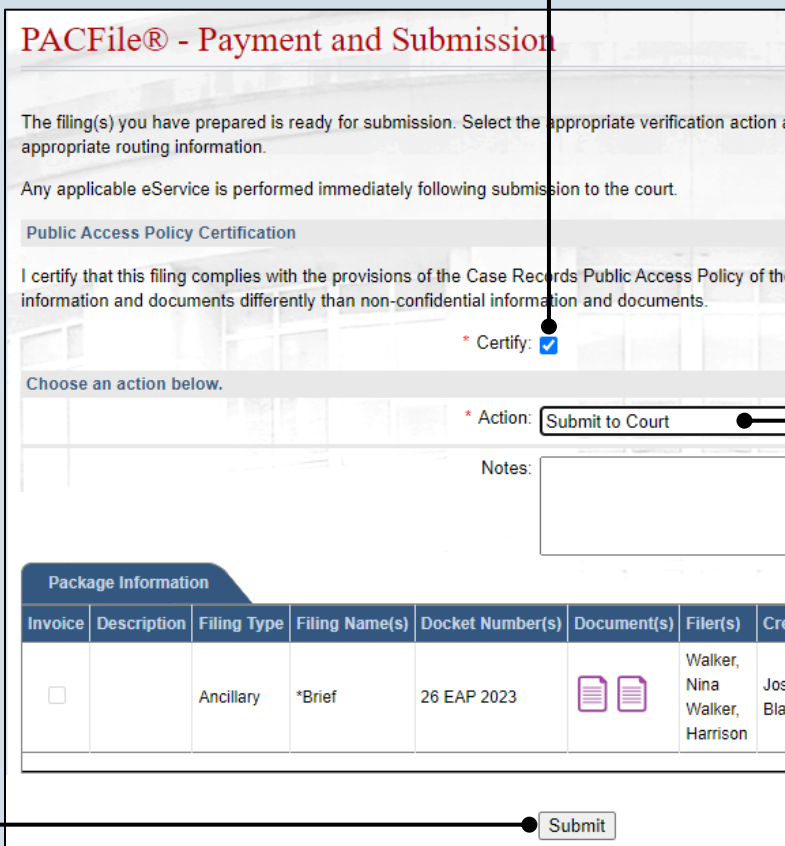 PACFile® - Payment and Submission
The filing(s) you have prepared is ready for submission. Select the appropriate verification action
appropriate routing information.
Any applicable eService is performed immediately following submission to the court.
Public Access Policy Certification
I certify that this filing complies with the provisions of the Case Records Public Access Policy of the
information and documents differently than non-confidential information and documents.
* Certify:
Choose an action below.
* Action: Submit to Court
Notes:
Package Information
Invoice Description Filing Type Filing Name(s) Docket Number(s) Document(s) Filer(s)
Walker,
Nina
Walker,
Harrison
Ancillary *Brief 26 EAP 2023
Submit